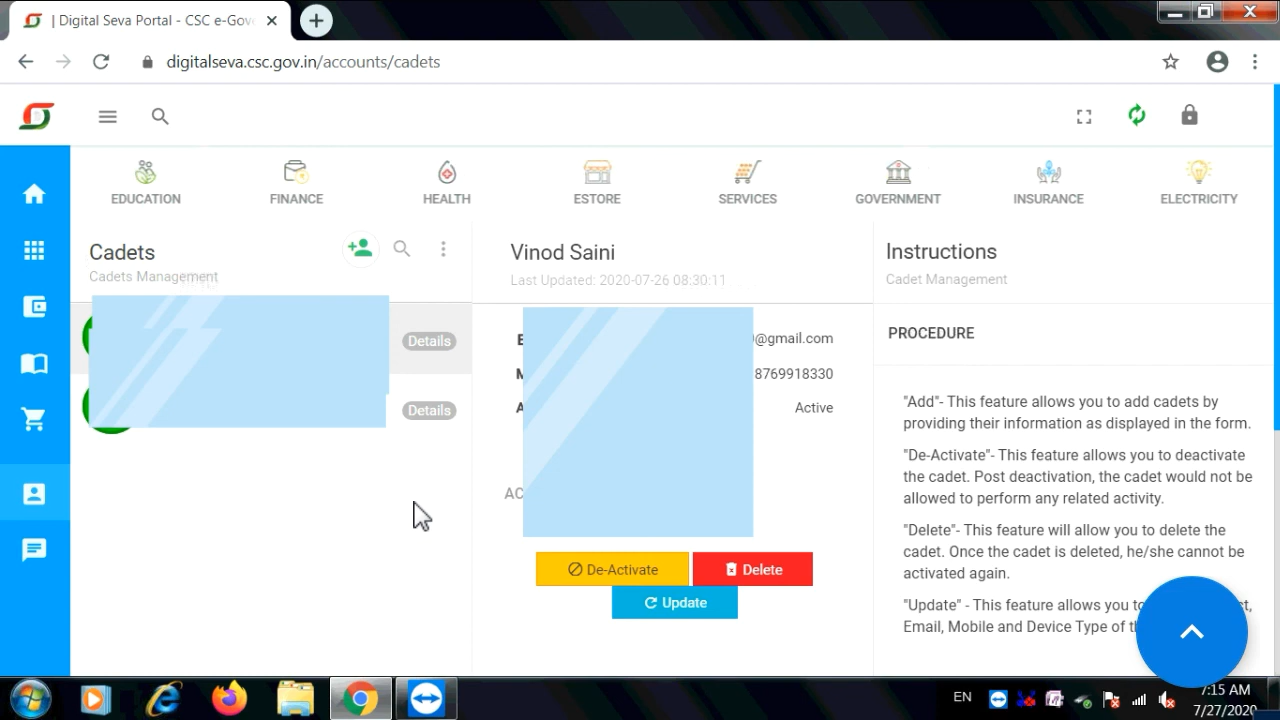 | Digital Seva Portal - CSC e-Gov
digitalseva.csc.gov.in/accounts/cadets
EDUCATION
FINANCE
HEALTH
ESTORE
SERVICES
GOVERNMENT
INSURANCE
ELECTRICITY
Cadets
Cadets Management
Details
Details
Vinod Saini
Last Updated: 2020-07-26 08:30:11
@gmail.com
8769918330
Active
AC
De-Activate
Delete
Update
Instructions
Cadet Management
PROCEDURE
"Add"- This feature allows you to add cadets by
providing their information as displayed in the form.
"De-Activate"- This feature allows you to deactivate
the cadet. Post deactivation, the cadet would not be
allowed to perform any related activity.
"Delete"- This feature will allow you to delete the
cadet. Once the cadet is deleted, he/she cannot be
activated again.
"Update" - This feature allows you to
Email, Mobile and Device Type of
EN
7:15 AM
7/27/2020